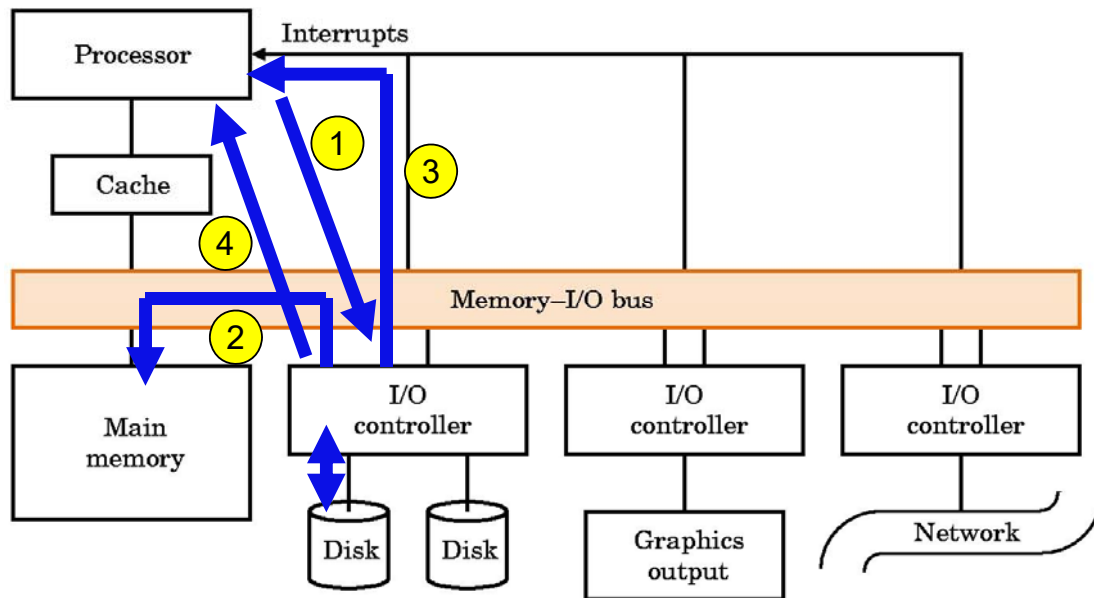 Interrupts
Processor
1
3
Cache
4
Memory–I/O bus
2
Main
memory
I/O
controller
I/O
controller
I/O
controller
Disk
Disk
Graphics
output
Network